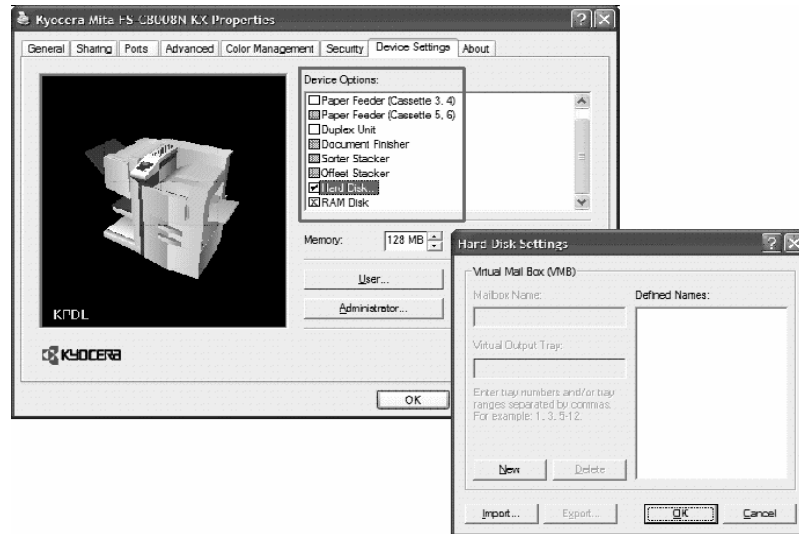 Kyocera Mita FS-C8008N KX Properties
General Sharing Ports Advanced Color Management Security Device Settings About
Device Options:
Paper Feeder (Cassette 3, 4)
Paper Feeder (Cassette 5, 6)
Duplex Unit
Document Finisher
Sorter Stacker
Offset Stacker
Hard Disk...
RAM Disk
Memory: 128 MB
User...
Administrator...
KPDL
KYOCERA
OK
Hard Disk Settings
Virtual Mail Box (VMB)
Mailbox Name:
Defined Names:
Virtual Output Tray:
Enter tray numbers and/or tray
ranges separated by commas.
For example: 1, 3, 5-12.
New Delete
Import... Export... OK Cancel